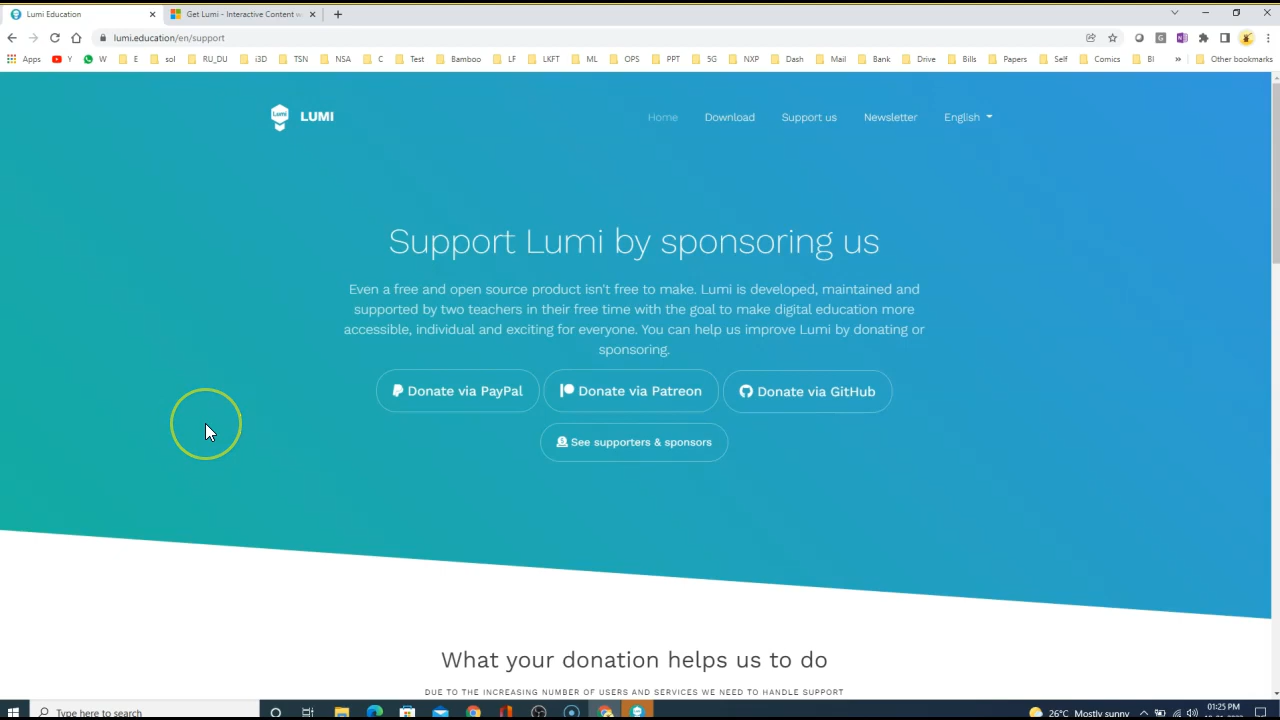 Lumi Education
Get Lumi - Interactive Content w
lumi.education/en/support
Apps Y W E sol RU_DU i3D TSN NSA C Test Bamboo LF LKFT ML OPS PPT 5G NXP Dash Mail Bank Drive Bills Papers Self Comics BI » Other bookmarks
Lumi LUMI Home Download Support us Newsletter English
Support Lumi by sponsoring us
Even a free and open source product isn't free to make. Lumi is developed, maintained and
supported by two teachers in their free time with the goal to make digital education more
accessible, individual and exciting for everyone. You can help us improve Lumi by donating or
sponsoring.
Donate via PayPal Donate via Patreon Donate via GitHub
See supporters & sponsors
What your donation helps us to do
DUE TO THE INCREASING NUMBER OF USERS AND SERVICES WE NEED TO HANDLE SUPPORT
Type here to search
26°C Mostly sunny
01:25 PM